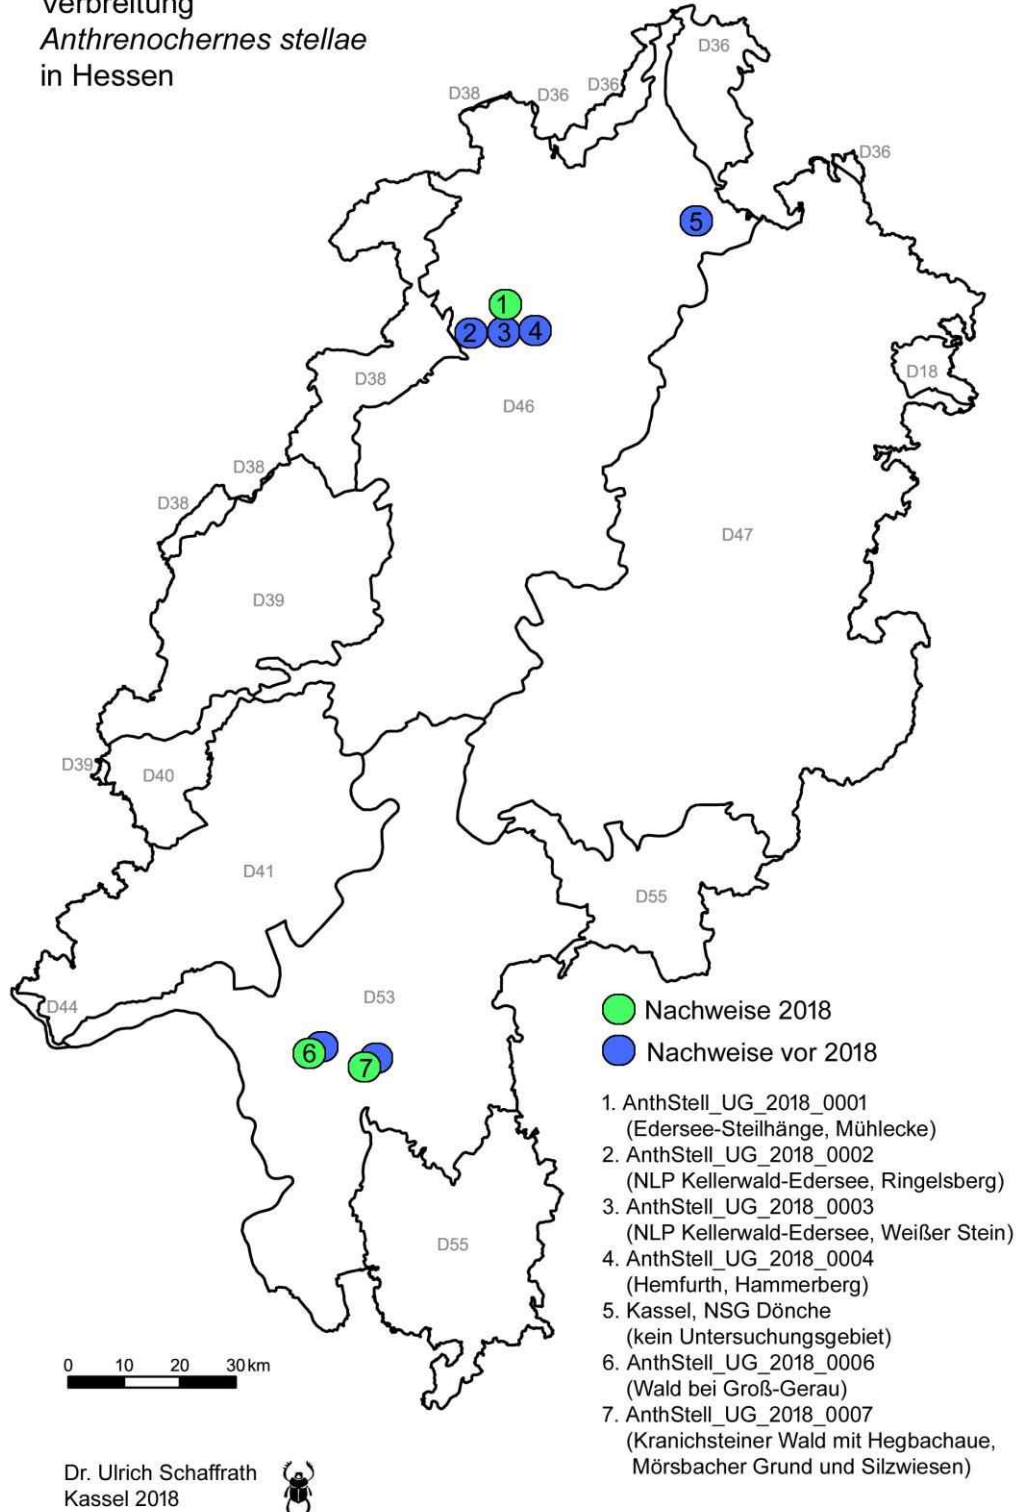 Verbreitung
Anthrenochernes stellae
in Hessen
D36
D36
D36
D38
D36
5
1
2 3 4
D18
D38
D46
D38
D38
D47
D39
D39
D40
D41
D55
D44
D53
6
7
D55
Nachweise 2018
Nachweise vor 2018
1. AnthStell_UG_2018_0001
(Edersee-Steilhänge, Mühlecke)
2. AnthStell_UG_2018_0002
(NLP Kellerwald-Edersee, Ringelsberg)
3. AnthStell_UG_2018_0003
(NLP Kellerwald-Edersee, Weißer Stein)
4. AnthStell_UG_2018_0004
(Hemfurth, Hammerberg)
5. Kassel, NSG Dönche
(kein Untersuchungsgebiet)
6. AnthStell_UG_2018_0006
(Wald bei Groß-Gerau)
7. AnthStell_UG_2018_0007
(Kranichsteiner Wald mit Hegbachaue,
Mörsbacher Grund und Silzwiesen)
0 10 20 30 km
Dr. Ulrich Schaffrath
Kassel 2018